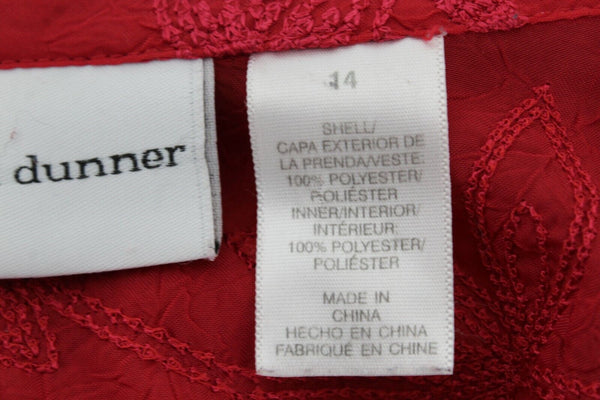 dunner
14
SHELL/
CAPA EXTERIOR DE
LA PRENDA/VESTE:
100% POLYESTER/
POLIÉSTER
INNER/INTERIOR/
INTÉRIEUR:
100% POLYESTER/
POLIÉSTER
MADE IN
CHINA
HECHO EN CHINA
FABRIQUÉ EN CHINE